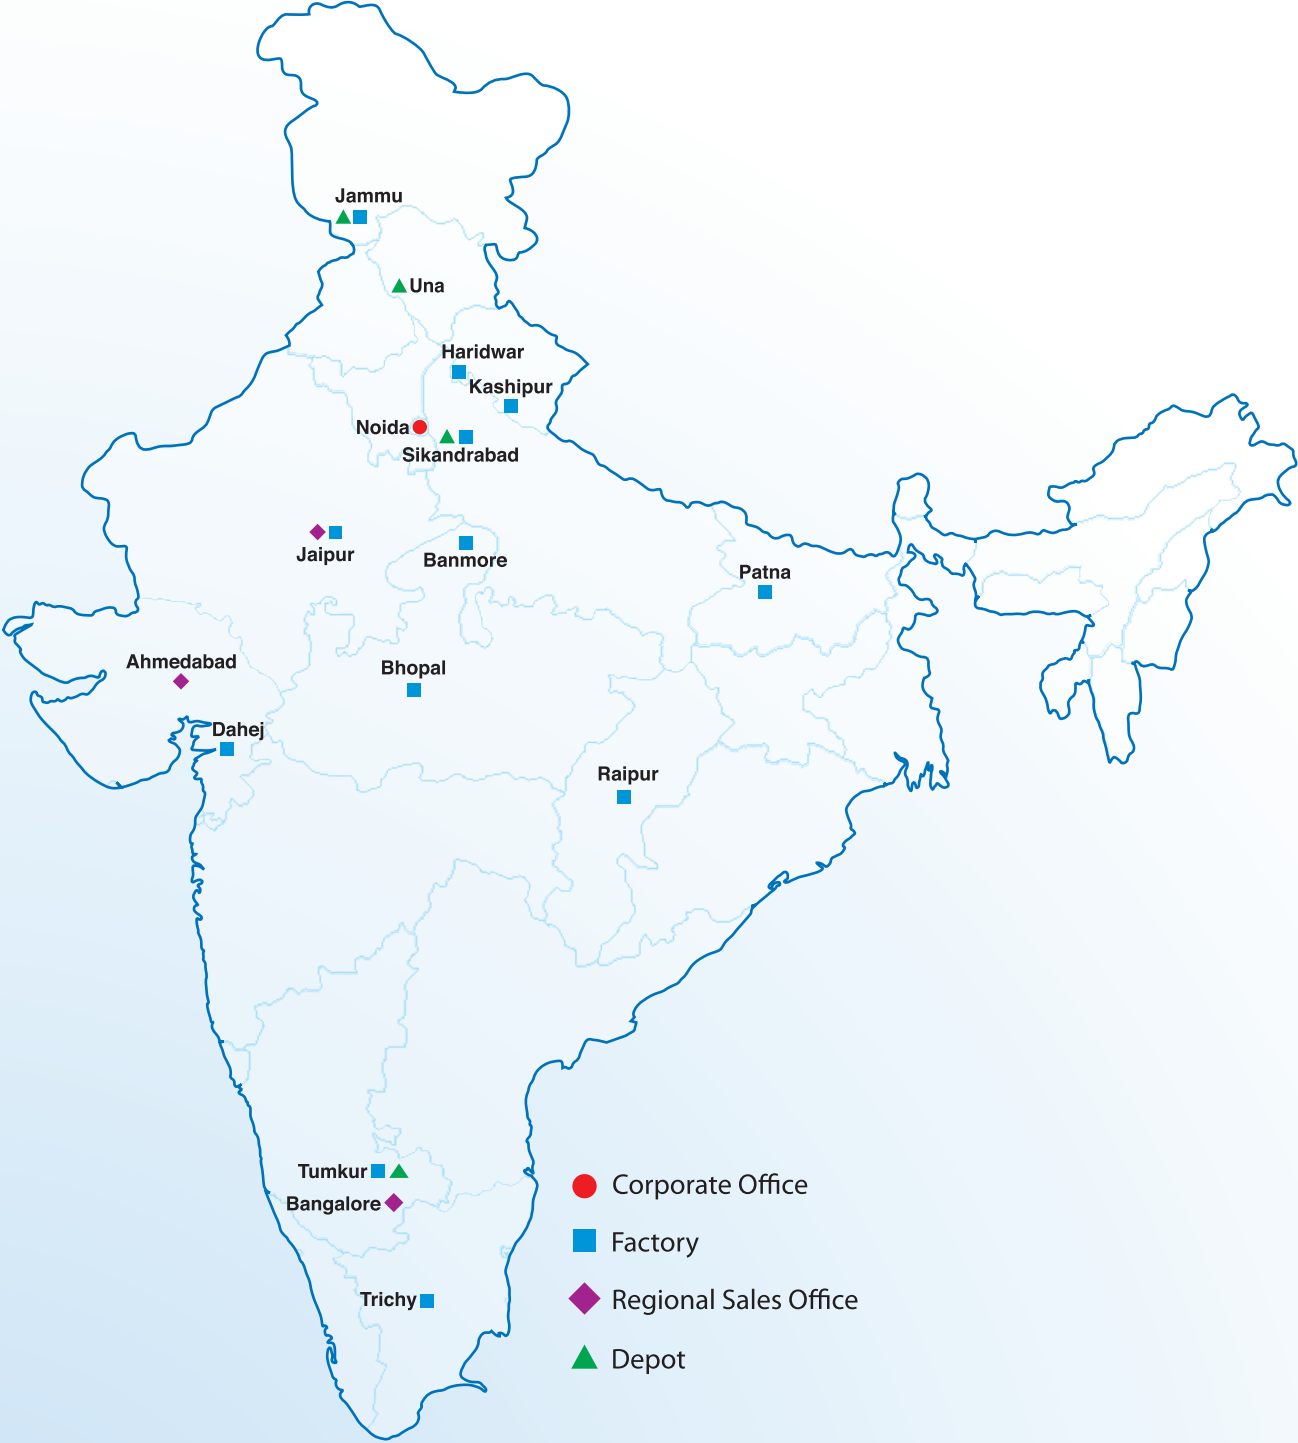 Jammu
Una
Haridwar
Kashipur
Noida
Sikandrabad
Jaipur
Banmore
Patna
Ahmedabad
Bhopal
Dahej
Raipur
Tumkur
Bangalore
Trichy
Corporate Office
Factory
Regional Sales Office
Depot